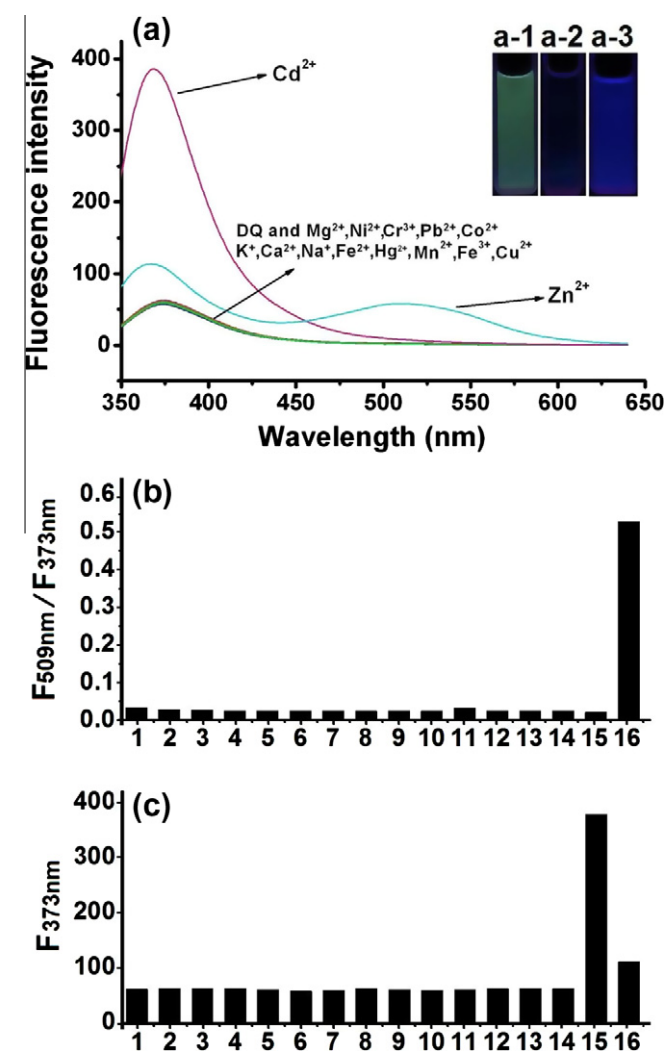 (a)
a-1 a-2 a-3
Fluorescence intensity
400
300
200
100
0
Cd²⁺
DQ and Mg²⁺,Ni²⁺,Cr³⁺,Pb²⁺,Co²⁺
K⁺,Ca²⁺,Na⁺,Fe²⁺,Hg²⁺,Mn²⁺,Fe³⁺,Cu²⁺
Zn²⁺
350 400 450 500 550 600 650
Wavelength (nm)
(b)
F509nm / F373nm
0.6
0.5
0.4
0.3
0.2
0.1
0.0
1 2 3 4 5 6 7 8 9 10 11 12 13 14 15 16
(c)
F373nm
400
300
200
100
0
1 2 3 4 5 6 7 8 9 10 11 12 13 14 15 16